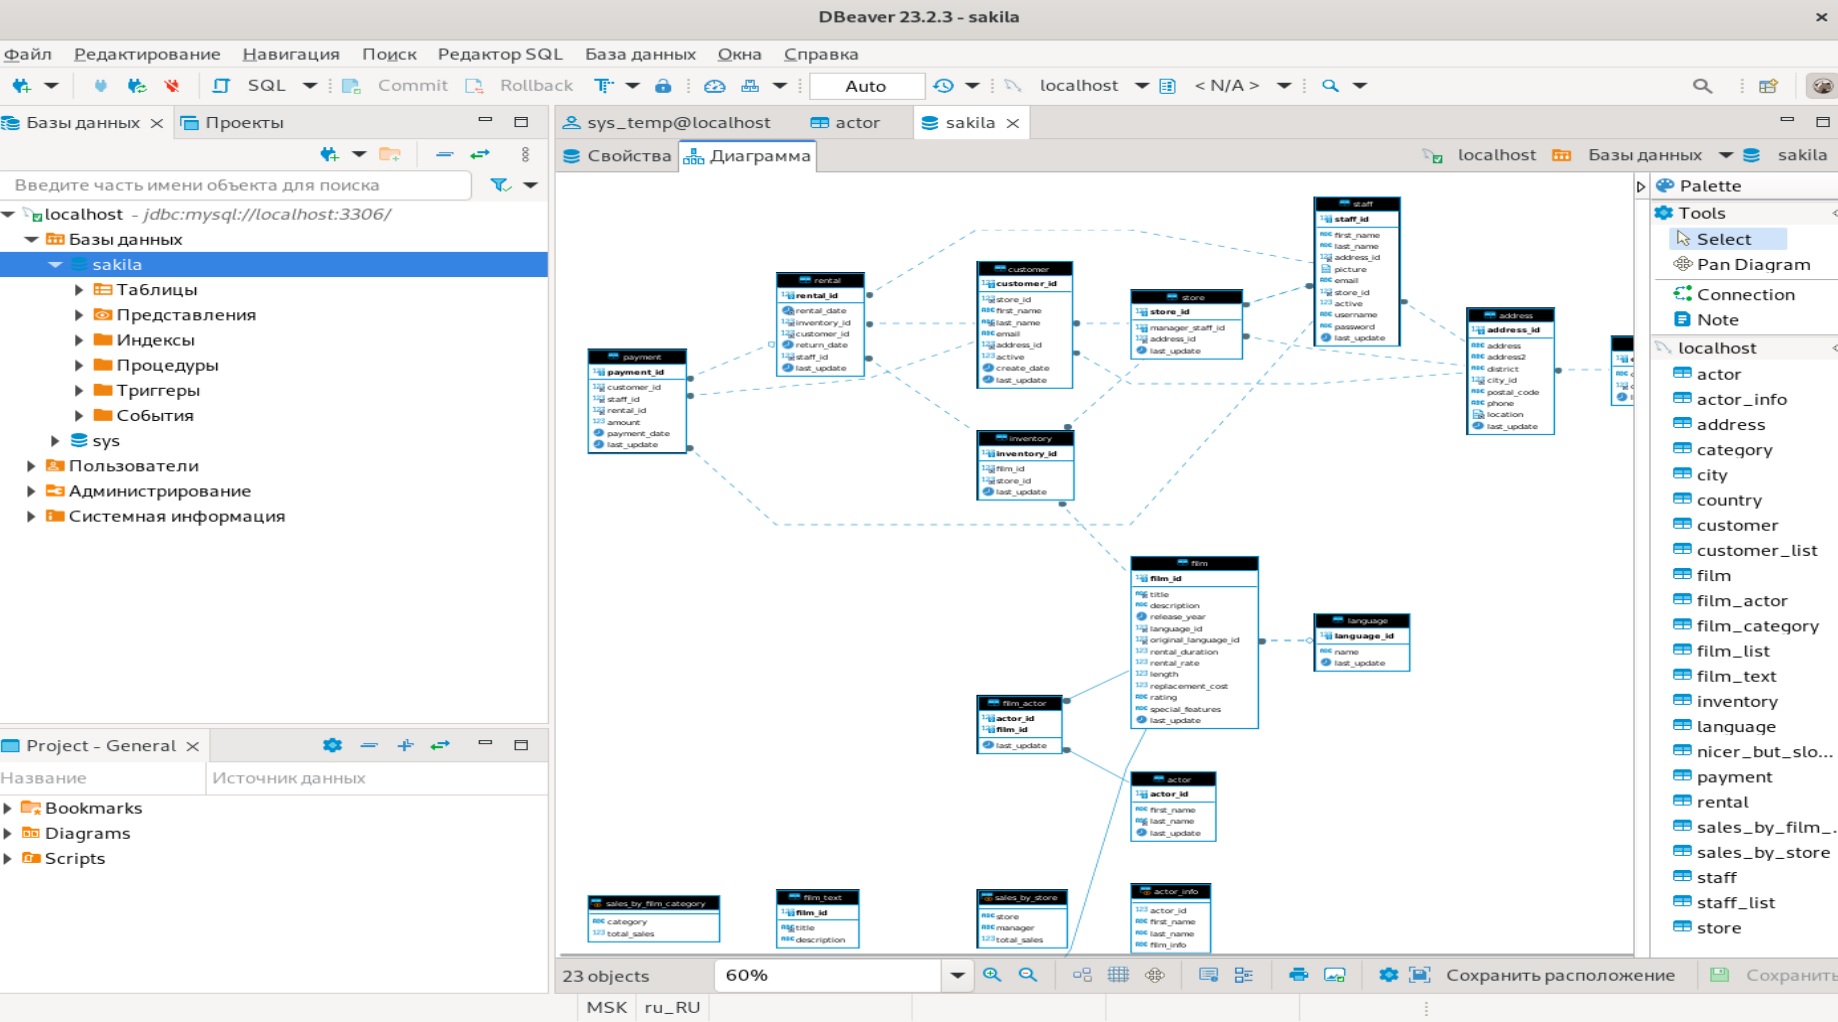 DBeaver 23.2.3 - sakila
Файл Редактирование Навигация Поиск Редактор SQL База данных Окна Справка
SQL Commit Rollback Auto localhost < N/A >
Базы данных Проекты
Введите часть имени объекта для поиска
localhost - jdbc:mysql://localhost:3306/
Базы данных
sakila
Таблицы
Представления
Индексы
Процедуры
Триггеры
События
sys
Пользователи
Администрирование
Системная информация
Project - General
Название Источник данных
Bookmarks
Diagrams
Scripts
sys_temp@localhost actor sakila
Свойства Диаграмма localhost Базы данных sakila
payment
payment_id
customer_id
staff_id
rental_id
amount
payment_date
last_update
rental
rental_id
rental_date
inventory_id
customer_id
return_date
staff_id
last_update
customer
customer_id
store_id
first_name
last_name
email
address_id
active
create_date
last_update
inventory
inventory_id
film_id
store_id
last_update
store
store_id
manager_staff_id
address_id
last_update
staff
staff_id
first_name
last_name
address_id
picture
email
store_id
active
username
password
last_update
address
address_id
address
address2
district
city_id
postal_code
phone
location
last_update
film
film_id
title
description
release_year
language_id
original_language_id
rental_duration
rental_rate
length
replacement_cost
rating
special_features
last_update
language
language_id
name
last_update
film_actor
actor_id
film_id
last_update
actor
actor_id
first_name
last_name
last_update
sales_by_film_category
category
total_sales
film_text
film_id
title
description
sales_by_store
store
manager
total_sales
actor_info
actor_id
first_name
last_name
film_info
Palette
Tools
Select
Pan Diagram
Connection
Note
localhost
actor
actor_info
address
category
city
country
customer
customer_list
film
film_actor
film_category
film_list
film_text
inventory
language
nicer_but_slo...
payment
rental
sales_by_film_...
sales_by_store
staff
staff_list
store
23 objects 60% Сохранить расположение Сохранить
MSK ru_RU